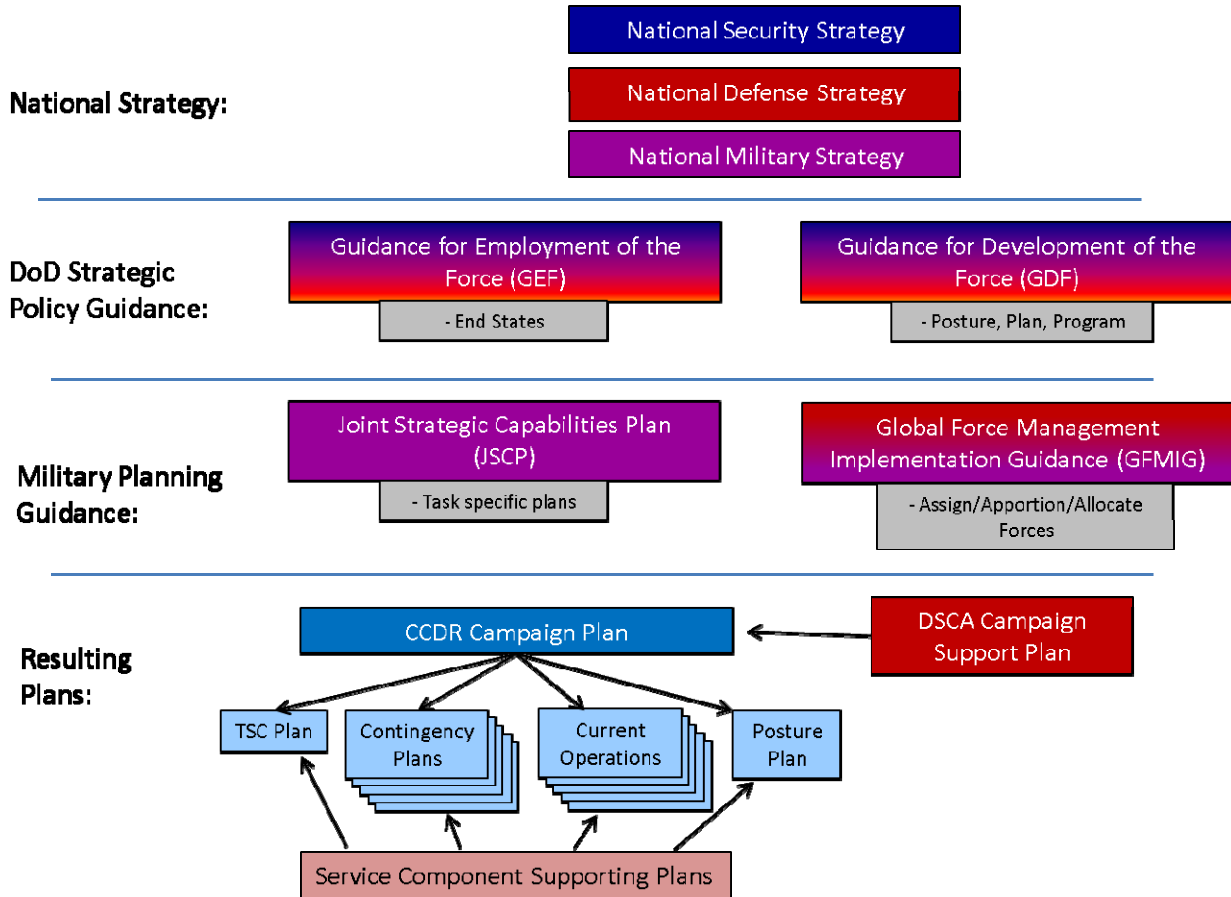 National Security Strategy
National Strategy:
National Defense Strategy
National Military Strategy
DoD Strategic
Policy Guidance:
Guidance for Employment of the
Force (GEF)
- End States
Guidance for Development of the
Force (GDF)
- Posture, Plan, Program
Military Planning
Guidance:
Joint Strategic Capabilities Plan
(JSCP)
- Task specific plans
Global Force Management
Implementation Guidance (GFMIG)
- Assign/Apportion/Allocate
Forces
Resulting
Plans:
CCDR Campaign Plan
DSCA Campaign
Support Plan
TSC Plan
Contingency
Plans
Current
Operations
Posture
Plan
Service Component Supporting Plans